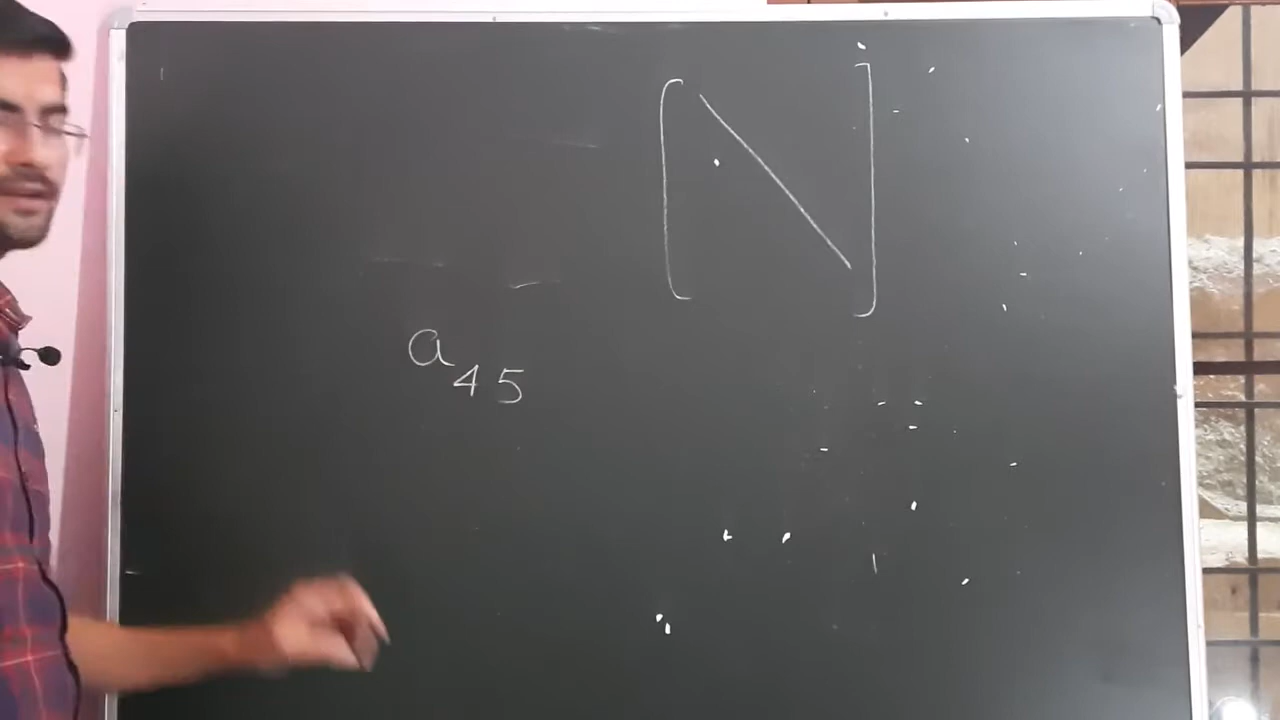 [ \ ]
a₄₅